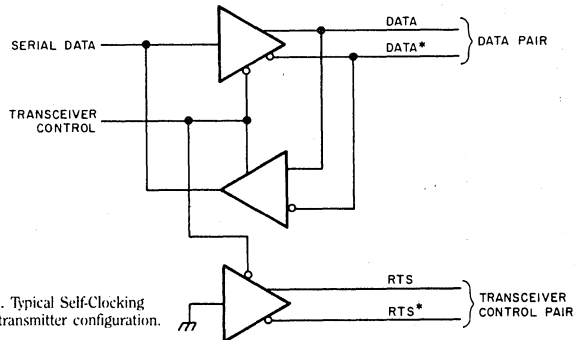 DATA
SERIAL DATA
DATA*
DATA PAIR
TRANSCEIVER
CONTROL
. Typical Self-Clocking
transmitter configuration.
RTS
RTS*
TRANSCEIVER
CONTROL PAIR